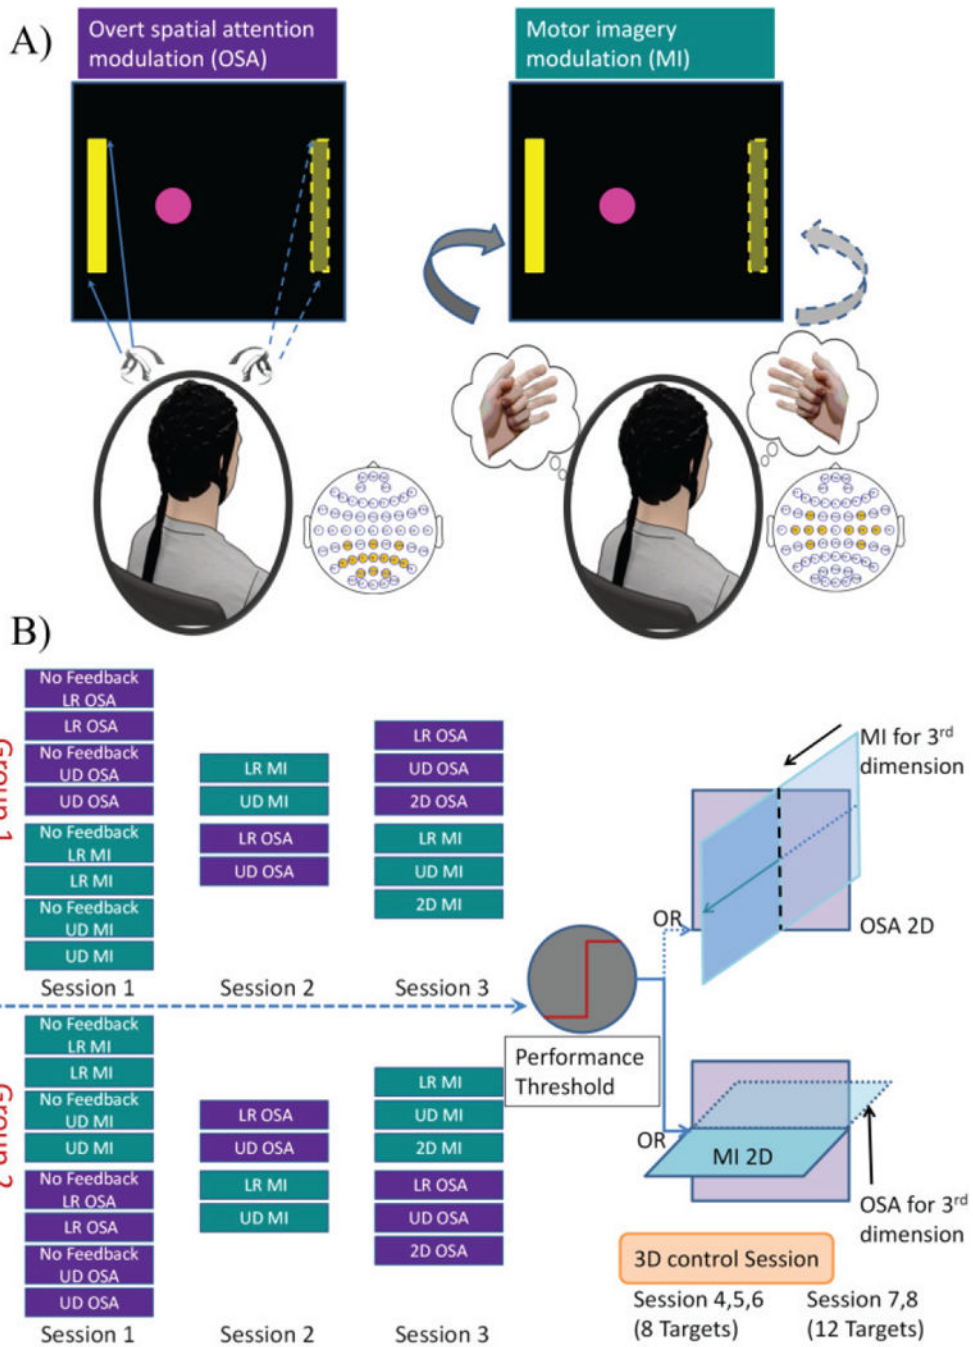 A)
Overt spatial attention
modulation (OSA)
Motor imagery
modulation (MI)
B)
Group 1
No Feedback
LR OSA
LR OSA
No Feedback
UD OSA
UD OSA
No Feedback
LR MI
LR MI
No Feedback
UD MI
UD MI
Session 1
LR MI
UD MI
LR OSA
UD OSA
Session 2
LR OSA
UD OSA
2D OSA
LR MI
UD MI
2D MI
Session 3
Group 2
No Feedback
LR MI
LR MI
No Feedback
UD MI
UD MI
No Feedback
LR OSA
LR OSA
No Feedback
UD OSA
UD OSA
Session 1
LR OSA
UD OSA
LR MI
UD MI
Session 2
LR MI
UD MI
2D MI
LR OSA
UD OSA
2D OSA
Session 3
Performance
Threshold
OR
MI for 3rd
dimension
OSA 2D
OR
MI 2D
OSA for 3rd
dimension
3D control Session
Session 4,5,6
(8 Targets)
Session 7,8
(12 Targets)